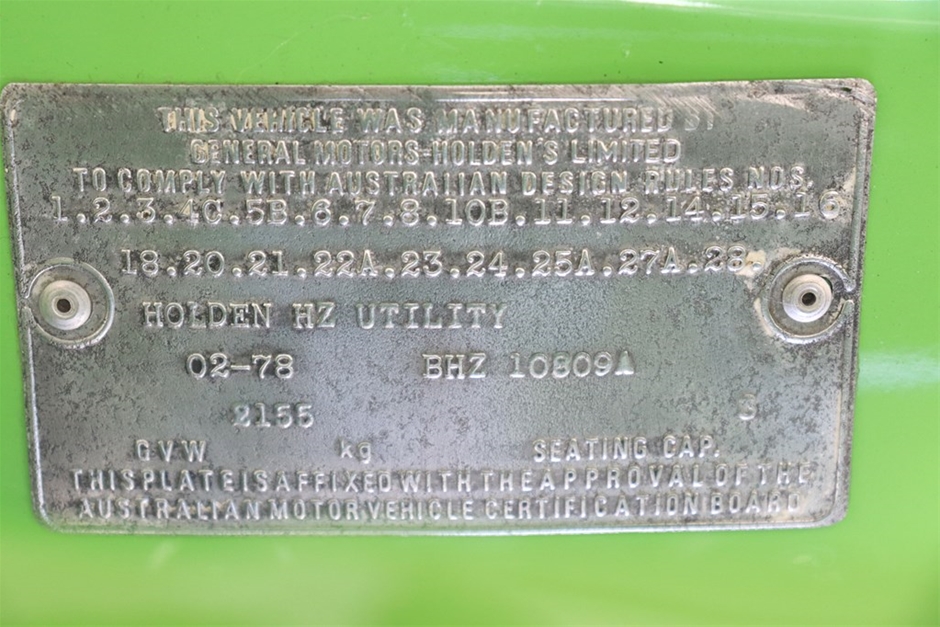 THIS VEHICLE WAS MANUFACTURED BY
GENERAL MOTORS-HOLDEN'S LIMITED
TO COMPLY WITH AUSTRALIAN DESIGN RULES NOS.
1,2,3,4C,5B,6,7,8,10B,11,12,14,15,16
18,20,21,22A,23,24,25A,27A,28,
HOLDEN HZ UTILITY
02-78 BHZ 10809A
2155 3
GVW kg SEATING CAP.
THIS PLATE IS AFFIXED WITH THE APPROVAL OF THE
AUSTRALIAN MOTOR VEHICLE CERTIFICATION BOARD